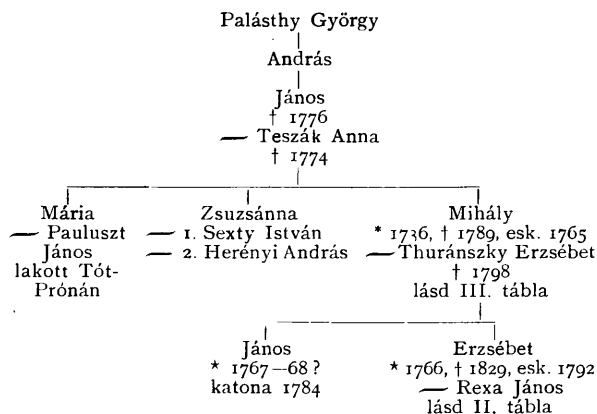 Palásthy György
András
János
† 1776
— Teszák Anna
† 1774
Mária
— Pauluszt
János
lakott Tót-
Prónán
Zsuzsánna
— 1. Sexty István
— 2. Herényi András
Mihály
* 1736, † 1789, esk. 1765
— Thuránszky Erzsébet
† 1798
lásd III. tábla
János
* 1767—68 ?
katona 1784
Erzsébet
* 1766, † 1829, esk. 1792
— Rexa János
lásd II. tábla